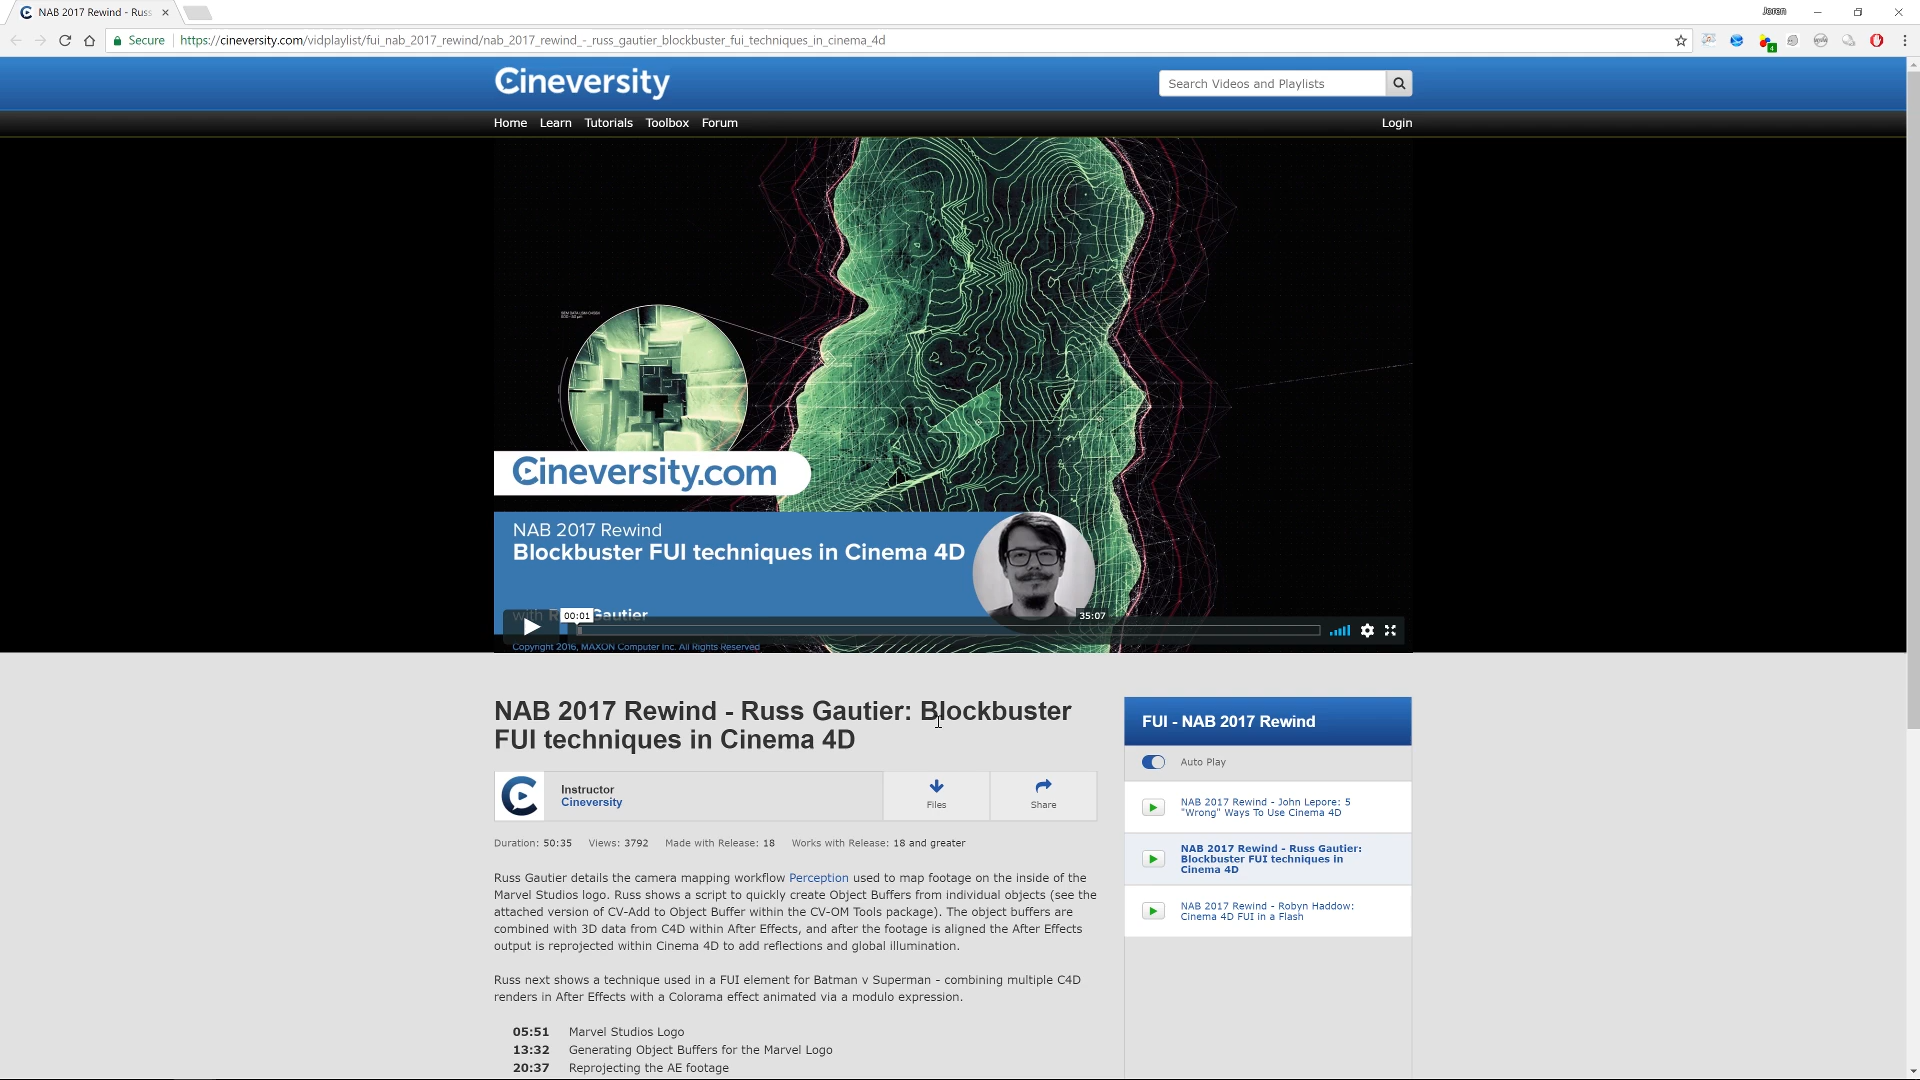 NAB 2017 Rewind - Russ
Joren
Secure
https://cineversity.com/vidplaylist/fui_nab_2017_rewind/nab_2017_rewind_-_russ_gautier_blockbuster_fui_techniques_in_cinema_4d
4
Cineversity
Search Videos and Playlists
Home Learn Tutorials Toolbox Forum
Login
Cineversity.com
NAB 2017 Rewind
Blockbuster FUI techniques in Cinema 4D
with Gautier
00:01
35:07
Copyright 2016, MAXON Computer Inc. All Rights Reserved
NAB 2017 Rewind - Russ Gautier: Blockbuster
FUI techniques in Cinema 4D
Instructor
Cineversity
Files
Share
Duration: 50:35 Views: 3792 Made with Release: 18 Works with Release: 18 and greater
Russ Gautier details the camera mapping workflow Perception used to map footage on the inside of the
Marvel Studios logo. Russ shows a script to quickly create Object Buffers from individual objects (see the
attached version of CV-Add to Object Buffer within the CV-OM Tools package). The object buffers are
combined with 3D data from C4D within After Effects, and after the footage is aligned the After Effects
output is reprojected within Cinema 4D to add reflections and global illumination.
Russ next shows a technique used in a FUI element for Batman v Superman - combining multiple C4D
renders in After Effects with a Colorama effect animated via a modulo expression.
05:51 Marvel Studios Logo
13:32 Generating Object Buffers for the Marvel Logo
20:37 Reprojecting the AE footage
FUI - NAB 2017 Rewind
Auto Play
NAB 2017 Rewind - John Lepore: 5
"Wrong" Ways To Use Cinema 4D
NAB 2017 Rewind - Russ Gautier:
Blockbuster FUI techniques in
Cinema 4D
NAB 2017 Rewind - Robyn Haddow:
Cinema 4D FUI in a Flash